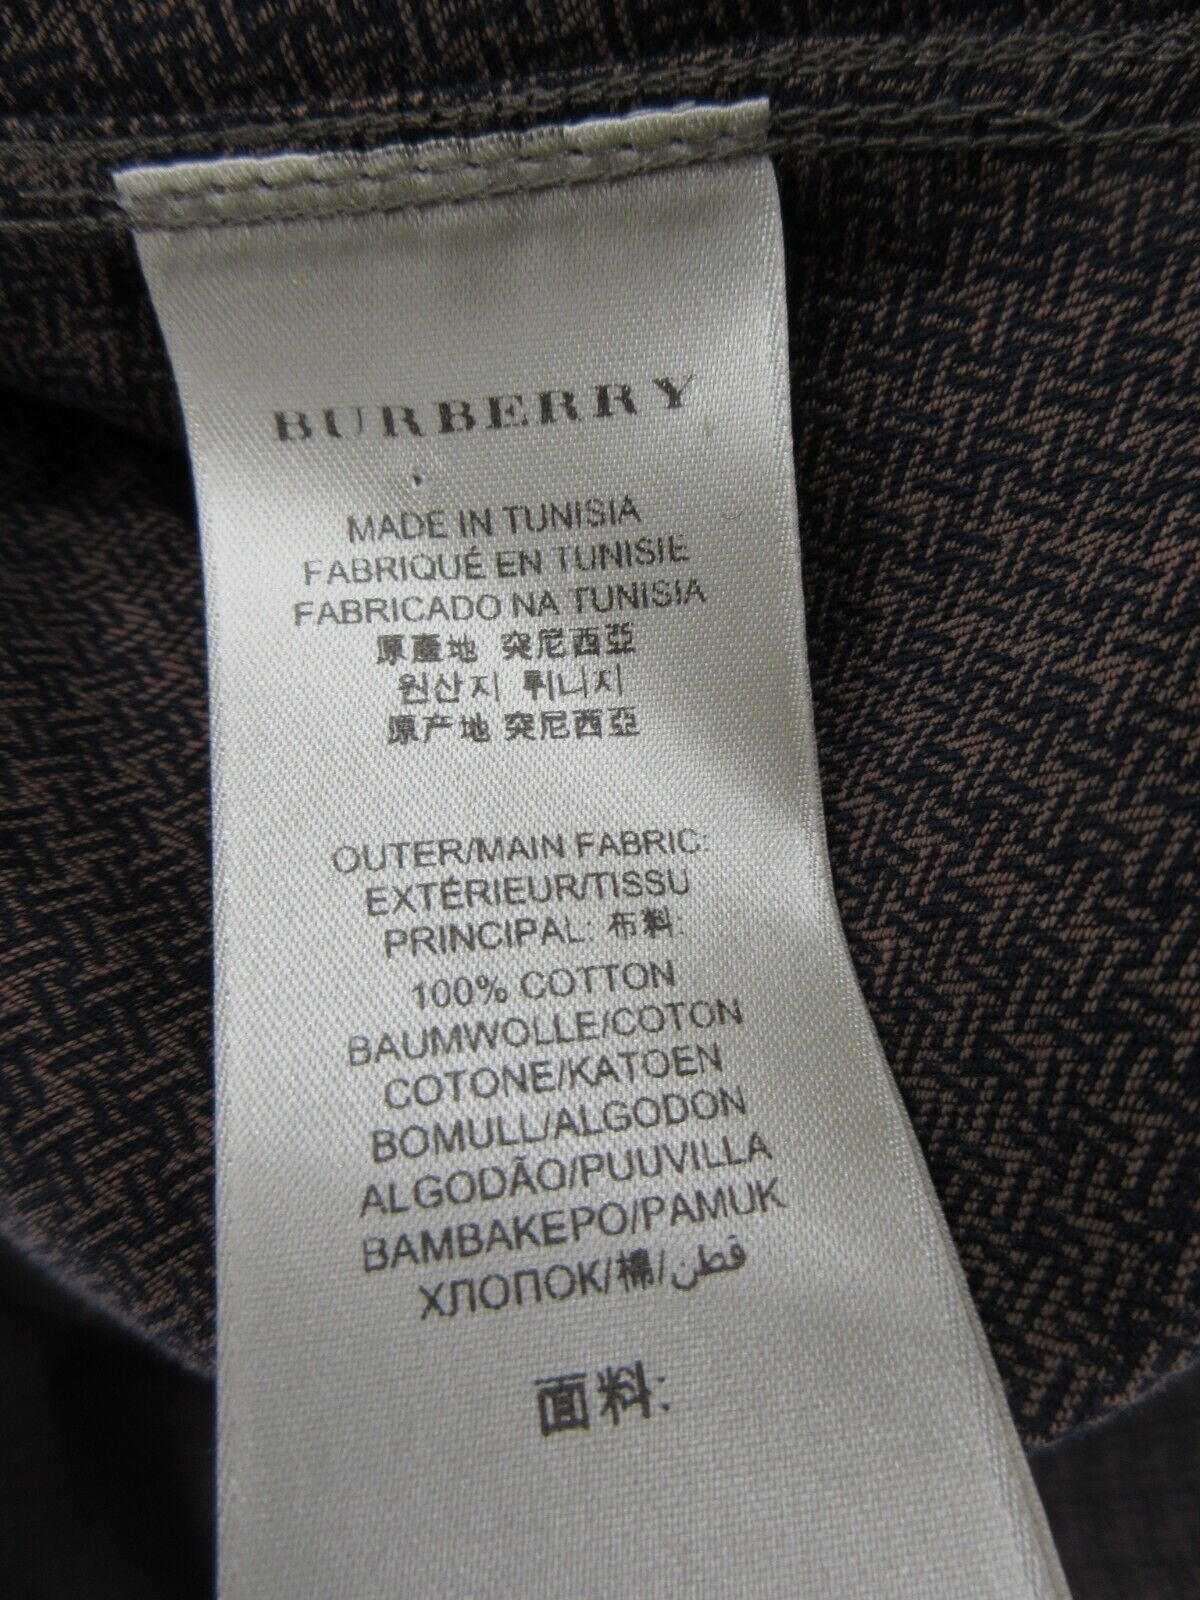 BURBERRY
MADE IN TUNISIA
FABRIQUÉ EN TUNISIE
FABRICADO NA TUNISIA
原產地 突尼西亞
원산지 튀니지
原产地 突尼西亞
OUTER/MAIN FABRIC:
EXTÉRIEUR/TISSU
PRINCIPAL: 布料:
100% COTTON
BAUMWOLLE/COTON
COTONE/KATOEN
BOMULL/ALGODON
ALGODÃO/PUUVILLA
BAMBAKEPO/PAMUK
ХЛОПОК/棉/قطن
面料: